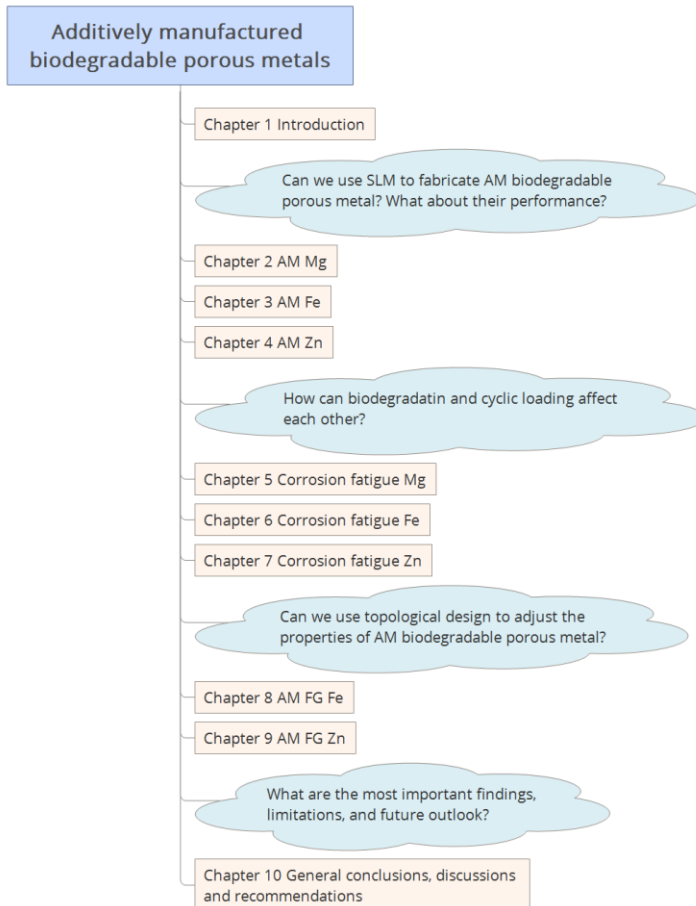 Additively manufactured
biodegradable porous metals
Chapter 1 Introduction
Can we use SLM to fabricate AM biodegradable
porous metal? What about their performance?
Chapter 2 AM Mg
Chapter 3 AM Fe
Chapter 4 AM Zn
How can biodegradatin and cyclic loading affect
each other?
Chapter 5 Corrosion fatigue Mg
Chapter 6 Corrosion fatigue Fe
Chapter 7 Corrosion fatigue Zn
Can we use topological design to adjust the
properties of AM biodegradable porous metal?
Chapter 8 AM FG Fe
Chapter 9 AM FG Zn
What are the most important findings,
limitations, and future outlook?
Chapter 10 General conclusions, discussions
and recommendations